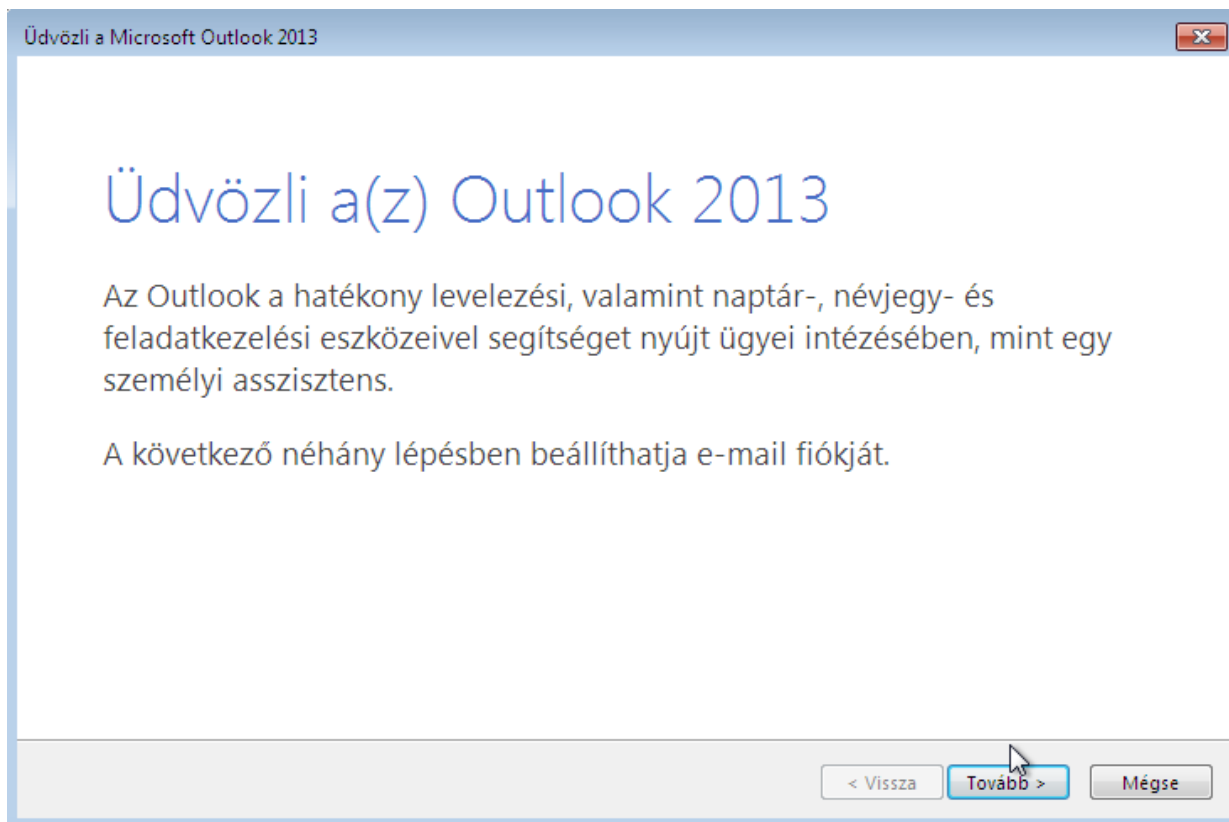 Üdvözli a Microsoft Outlook 2013
Üdvözli a(z) Outlook 2013
Az Outlook a hatékony levelezési, valamint naptár-, névjegy- és
feladatkezelési eszközeivel segítséget nyújt ügyei intézésében, mint egy
személyi asszisztens.
A következő néhány lépésben beállíthatja e-mail fiókját.
< Vissza
Tovább >
Mégse